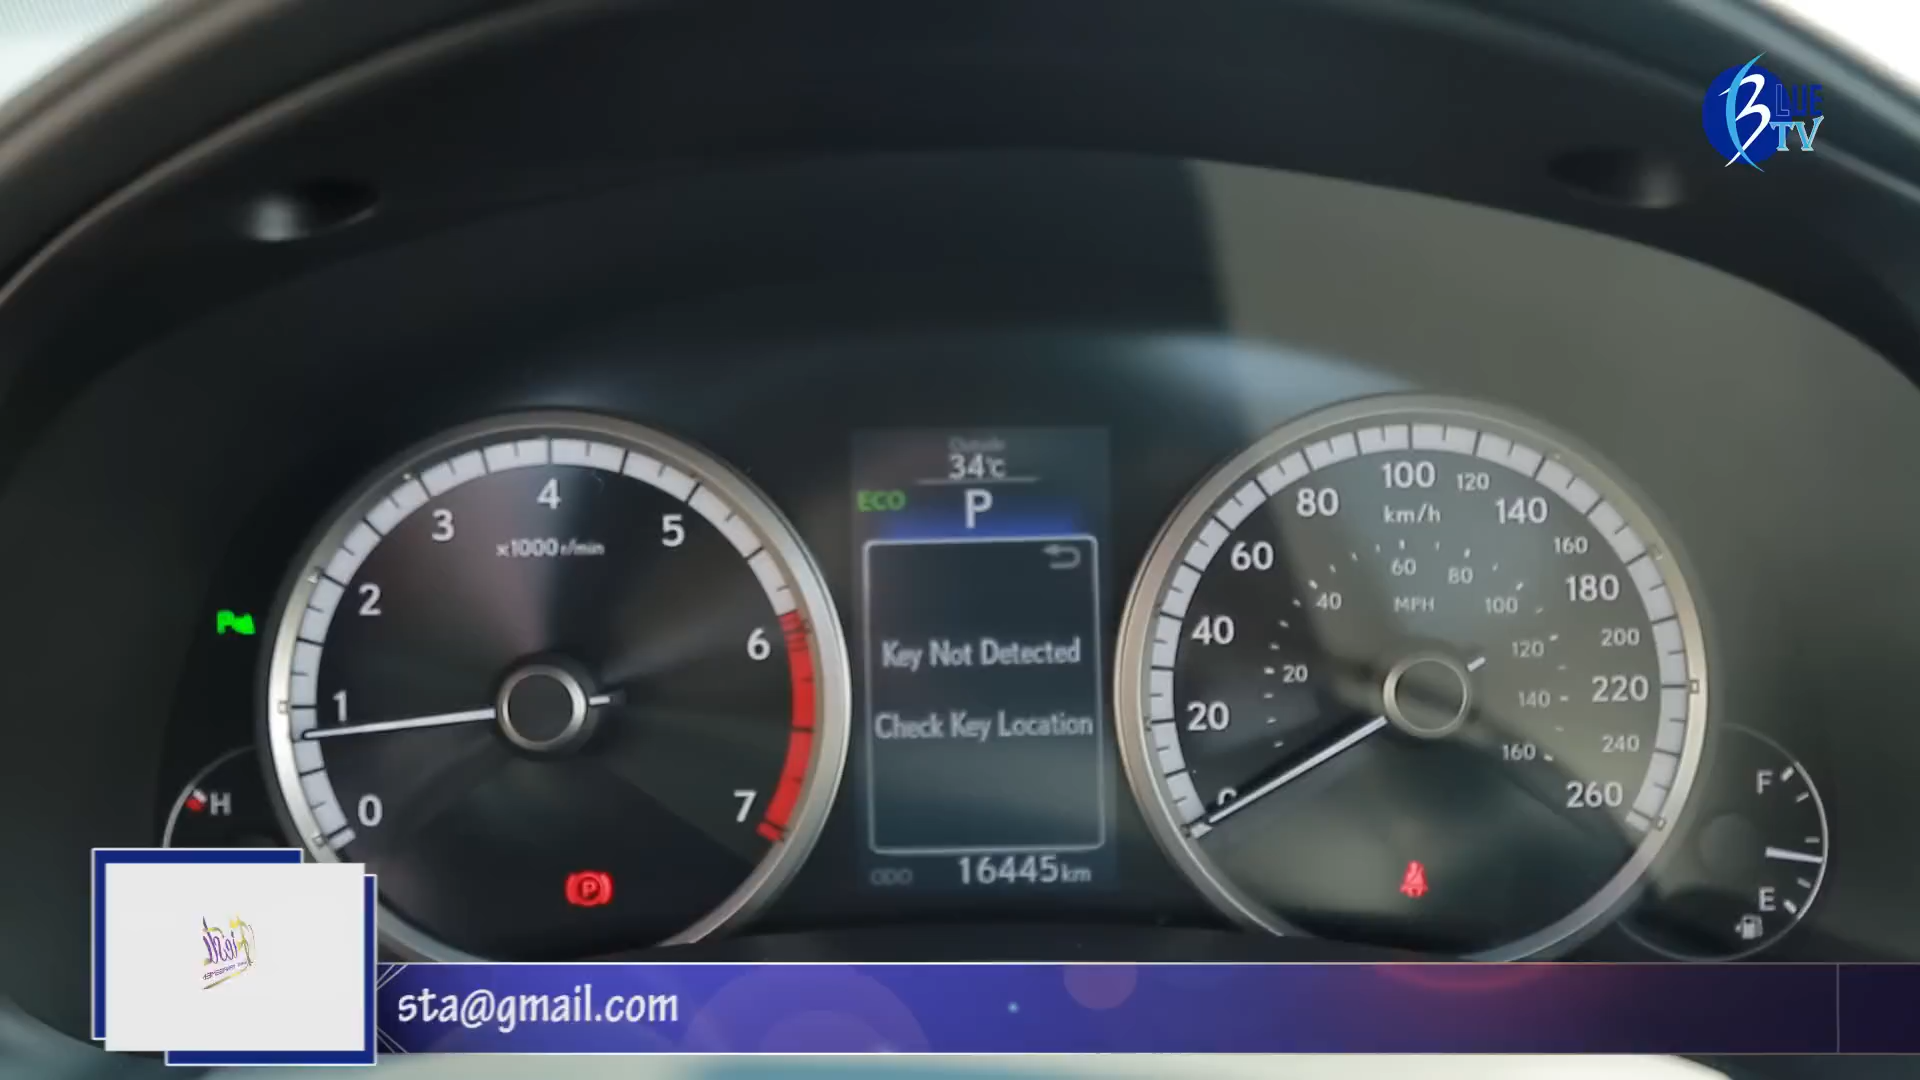 BLUE
TV
Outside
34°C
ECO
P
Key Not Detected
Check Key Location
ODO
16445 km
0
1
2
3
4
5
6
7
x1000 r/min
H
0
20
40
60
80
100
120
140
160
180
200
220
240
260
km/h
20
40
60
80
100
120
140
160
MPH
F
E
P
sta@gmail.com